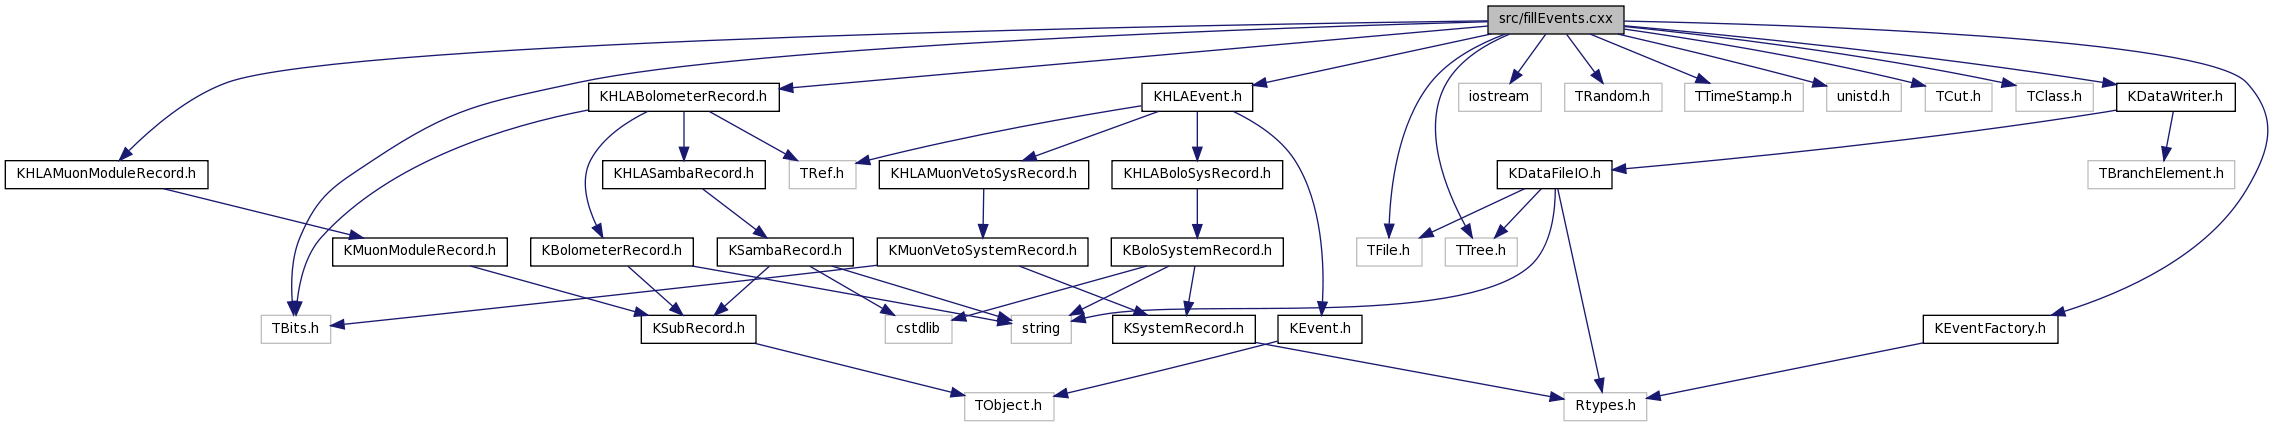 src/fillEvents.cxx
KHLABolometerRecord.h
KHLAEvent.h
iostream
TRandom.h
TTimeStamp.h
unistd.h
TCut.h
TClass.h
KDataWriter.h
KHLAMuonModuleRecord.h
KHLASambaRecord.h
TRef.h
KHLAMuonVetoSysRecord.h
KHLABoloSysRecord.h
KDataFileIO.h
TBranchElement.h
KMuonModuleRecord.h
KBolometerRecord.h
KSambaRecord.h
KMuonVetoSystemRecord.h
KBoloSystemRecord.h
TFile.h
TTree.h
TBits.h
KSubRecord.h
cstdlib
string
KSystemRecord.h
KEvent.h
KEventFactory.h
TObject.h
Rtypes.h